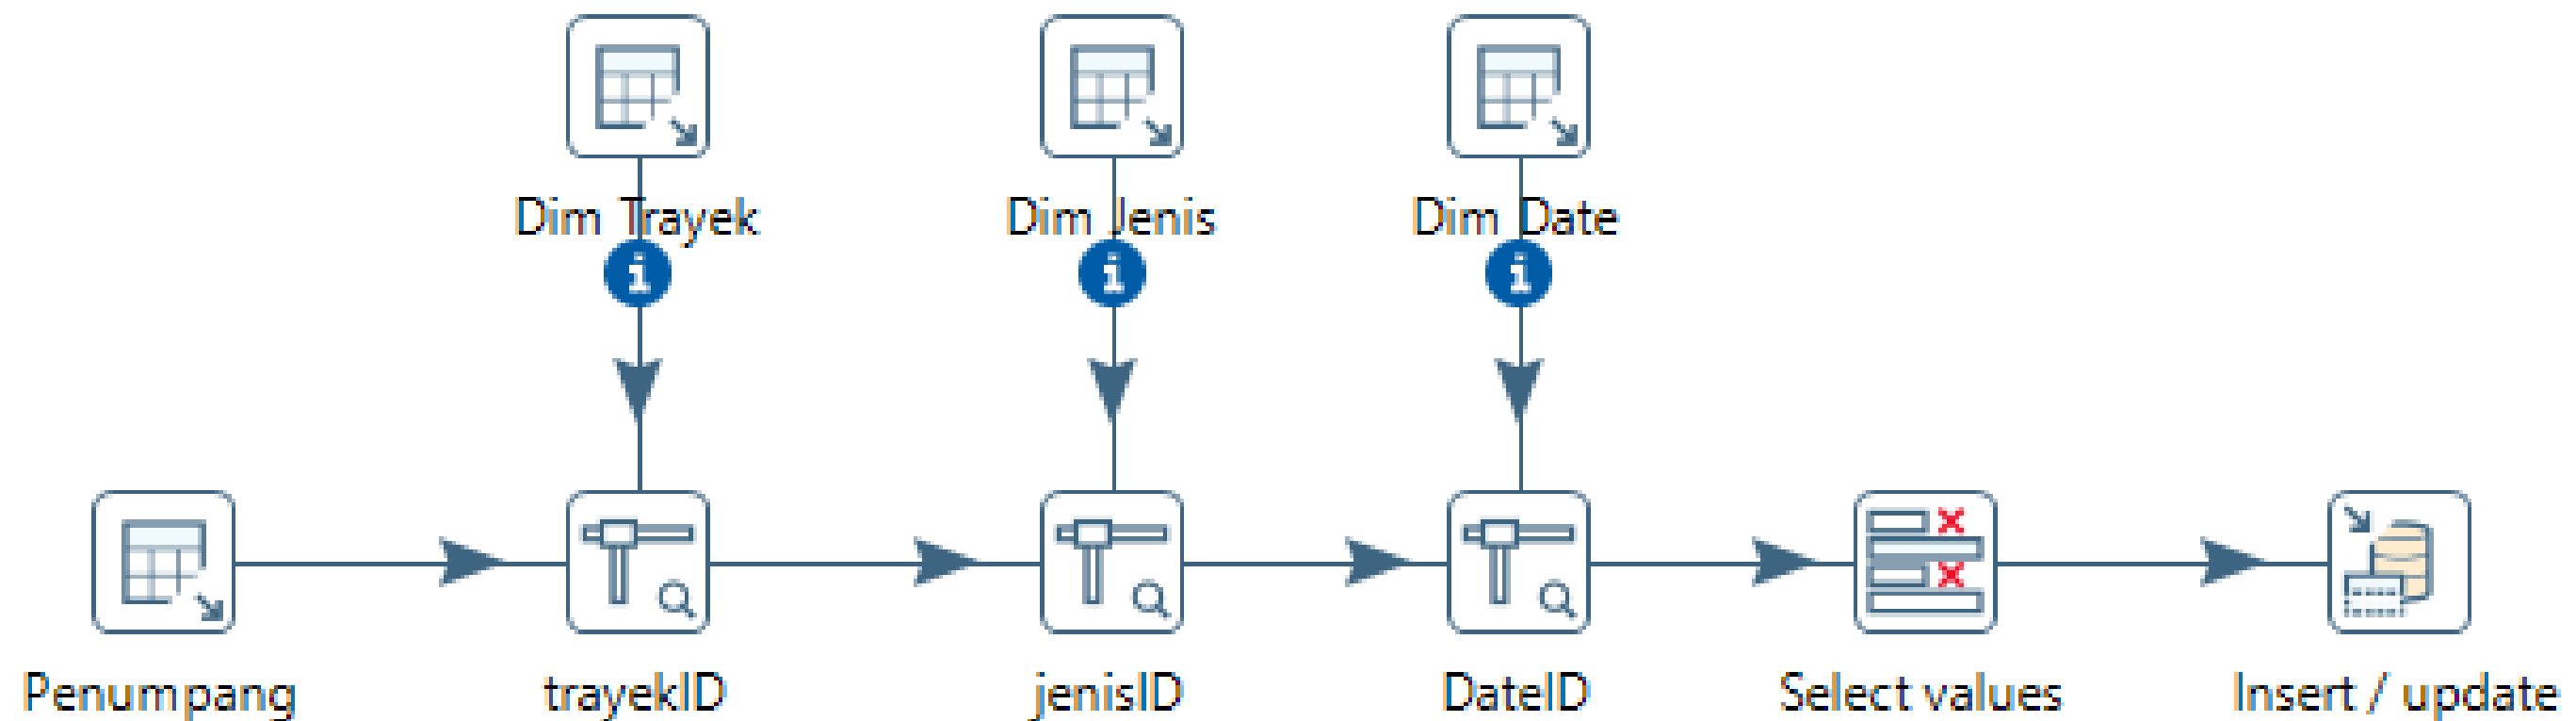 Dim Trayek
Dim Jenis
Dim Date
Penumpang
trayekID
jenisID
DateID
Select values
Insert / update